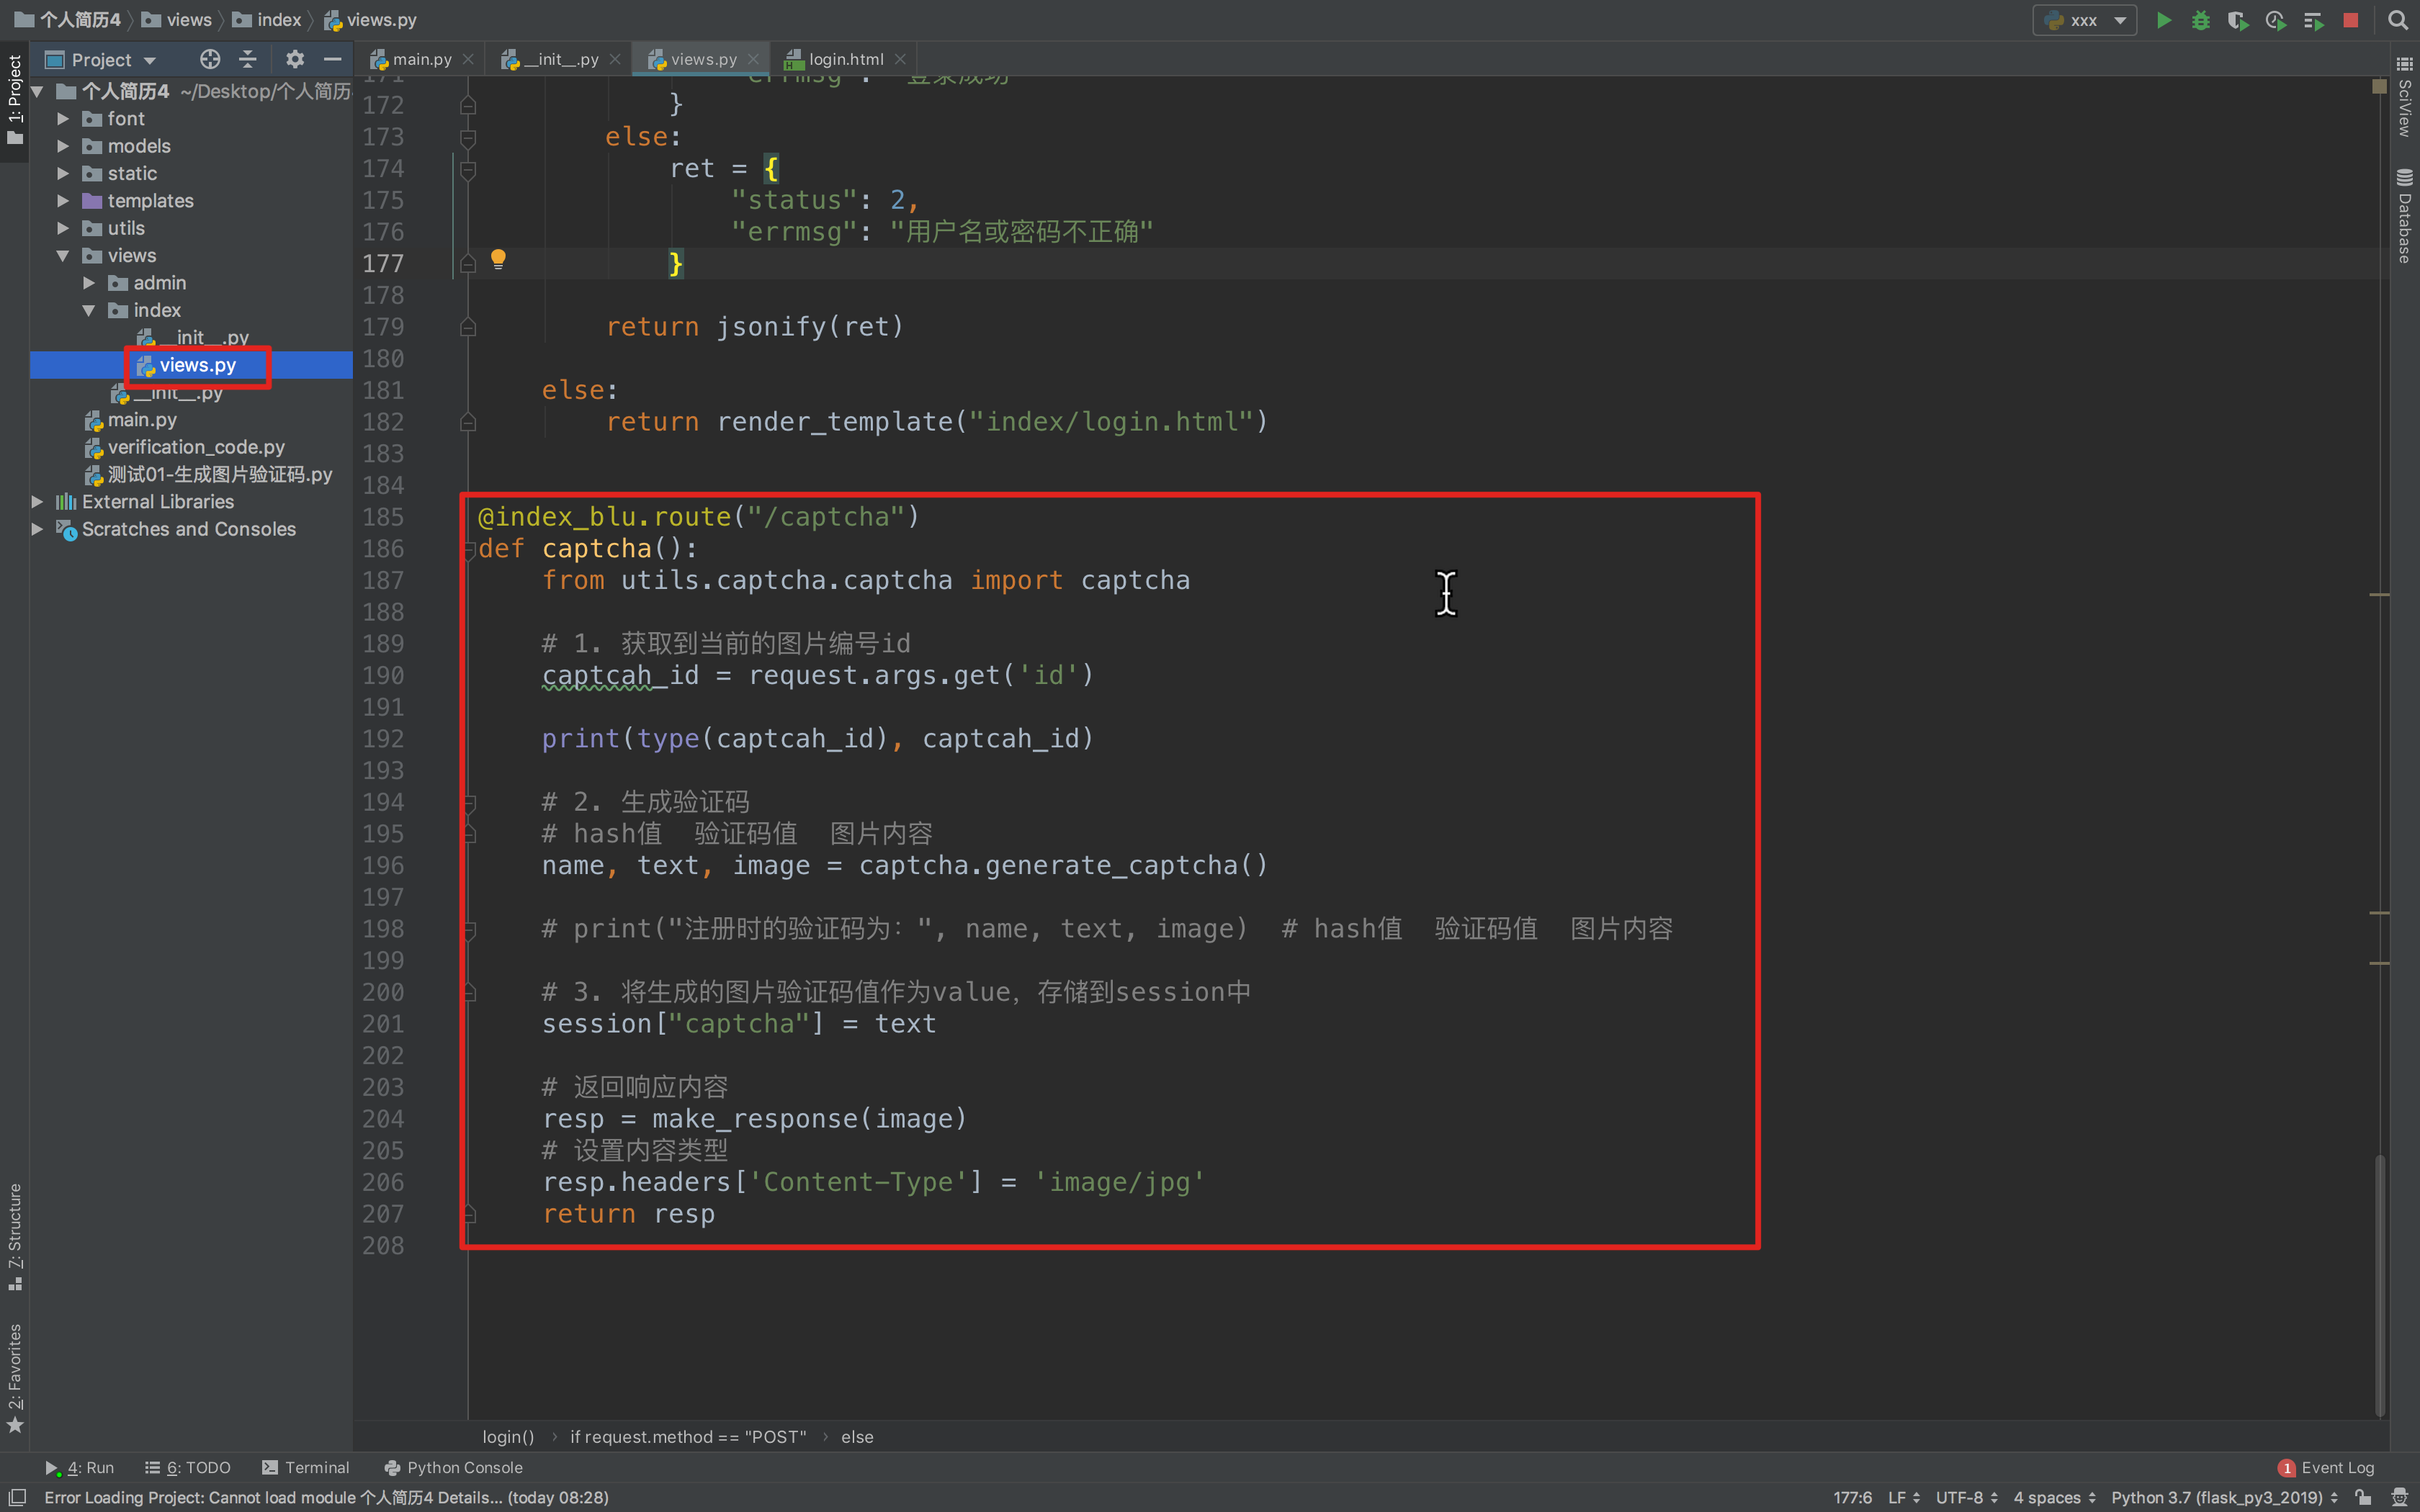 个人简历4 views index views.py
xxx
Project
main.py __init__.py views.py login.html
1: Project
个人简历4 ~/Desktop/个人简历
font
models
static
templates
utils
views
admin
index
__init__.py
views.py
__init__.py
main.py
verification_code.py
测试01-生成图片验证码.py
External Libraries
Scratches and Consoles
7: Structure
2: Favorites
171 "errmsg": "登录成功"
172 }
173 else:
174 ret = {
175 "status": 2,
176 "errmsg": "用户名或密码不正确"
177 }
178
179 return jsonify(ret)
180
181 else:
182 return render_template("index/login.html")
183
184
185 @index_blu.route("/captcha")
186 def captcha():
187 from utils.captcha.captcha import captcha
188
189 # 1. 获取到当前的图片编号id
190 captcah_id = request.args.get('id')
191
192 print(type(captcah_id), captcah_id)
193
194 # 2. 生成验证码
195 # hash值 验证码值 图片内容
196 name, text, image = captcha.generate_captcha()
197
198 # print("注册时的验证码为：", name, text, image) # hash值 验证码值 图片内容
199
200 # 3. 将生成的图片验证码值作为value，存储到session中
201 session["captcha"] = text
202
203 # 返回响应内容
204 resp = make_response(image)
205 # 设置内容类型
206 resp.headers['Content-Type'] = 'image/jpg'
207 return resp
208
SciView
Database
login() if request.method == "POST" else
4: Run 6: TODO Terminal Python Console
1 Event Log
Error Loading Project: Cannot load module 个人简历4 Details... (today 08:28)
177:6 LF UTF-8 4 spaces Python 3.7 (flask_py3_2019)